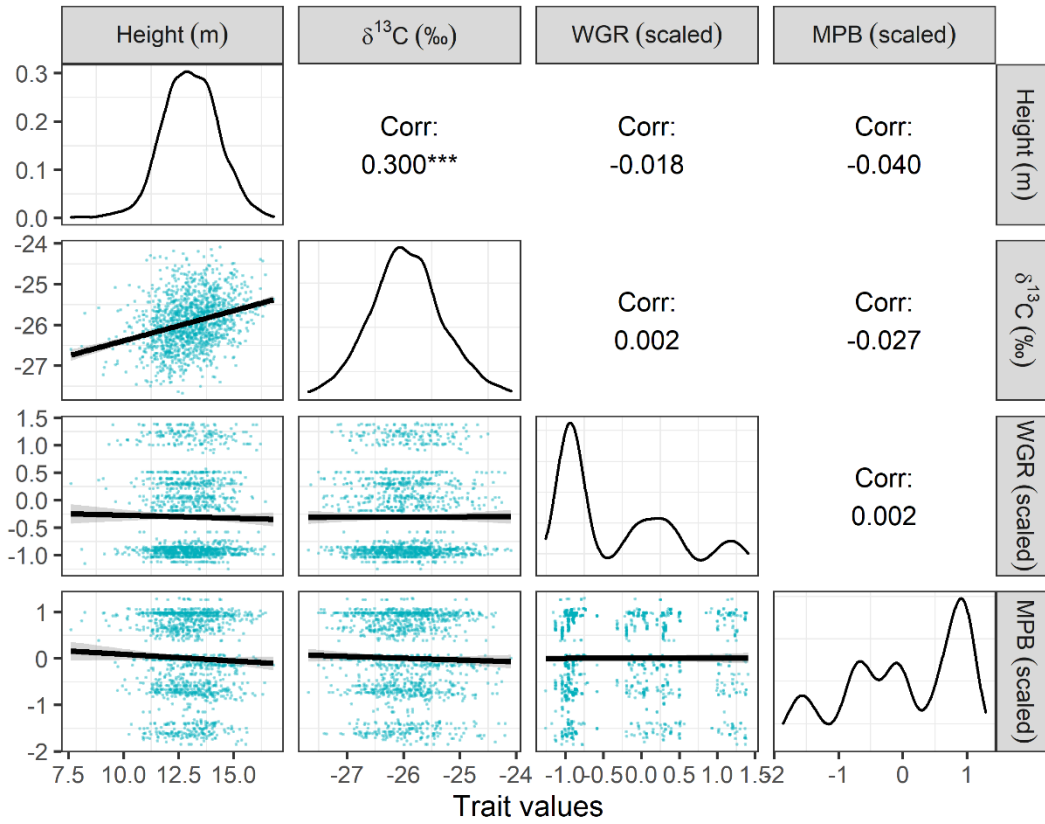 Height (m)
δ¹³C (‰)
WGR (scaled)
MPB (scaled)
0.3
0.2
0.1
0.0
Corr:
0.300***
Corr:
-0.018
Corr:
-0.040
Height (m)
-24
-25
-26
-27
Corr:
0.002
Corr:
-0.027
δ¹³C (‰)
1.5
1.0
0.5
0.0
-0.5
-1.0
Corr:
0.002
WGR (scaled)
1
0
-1
-2
MPB (scaled)
7.5 10.0 12.5 15.0
-27 -26 -25 -24
-1.0 -0.5 0.0 0.5 1.0 1.5
-2 -1 0 1
Trait values